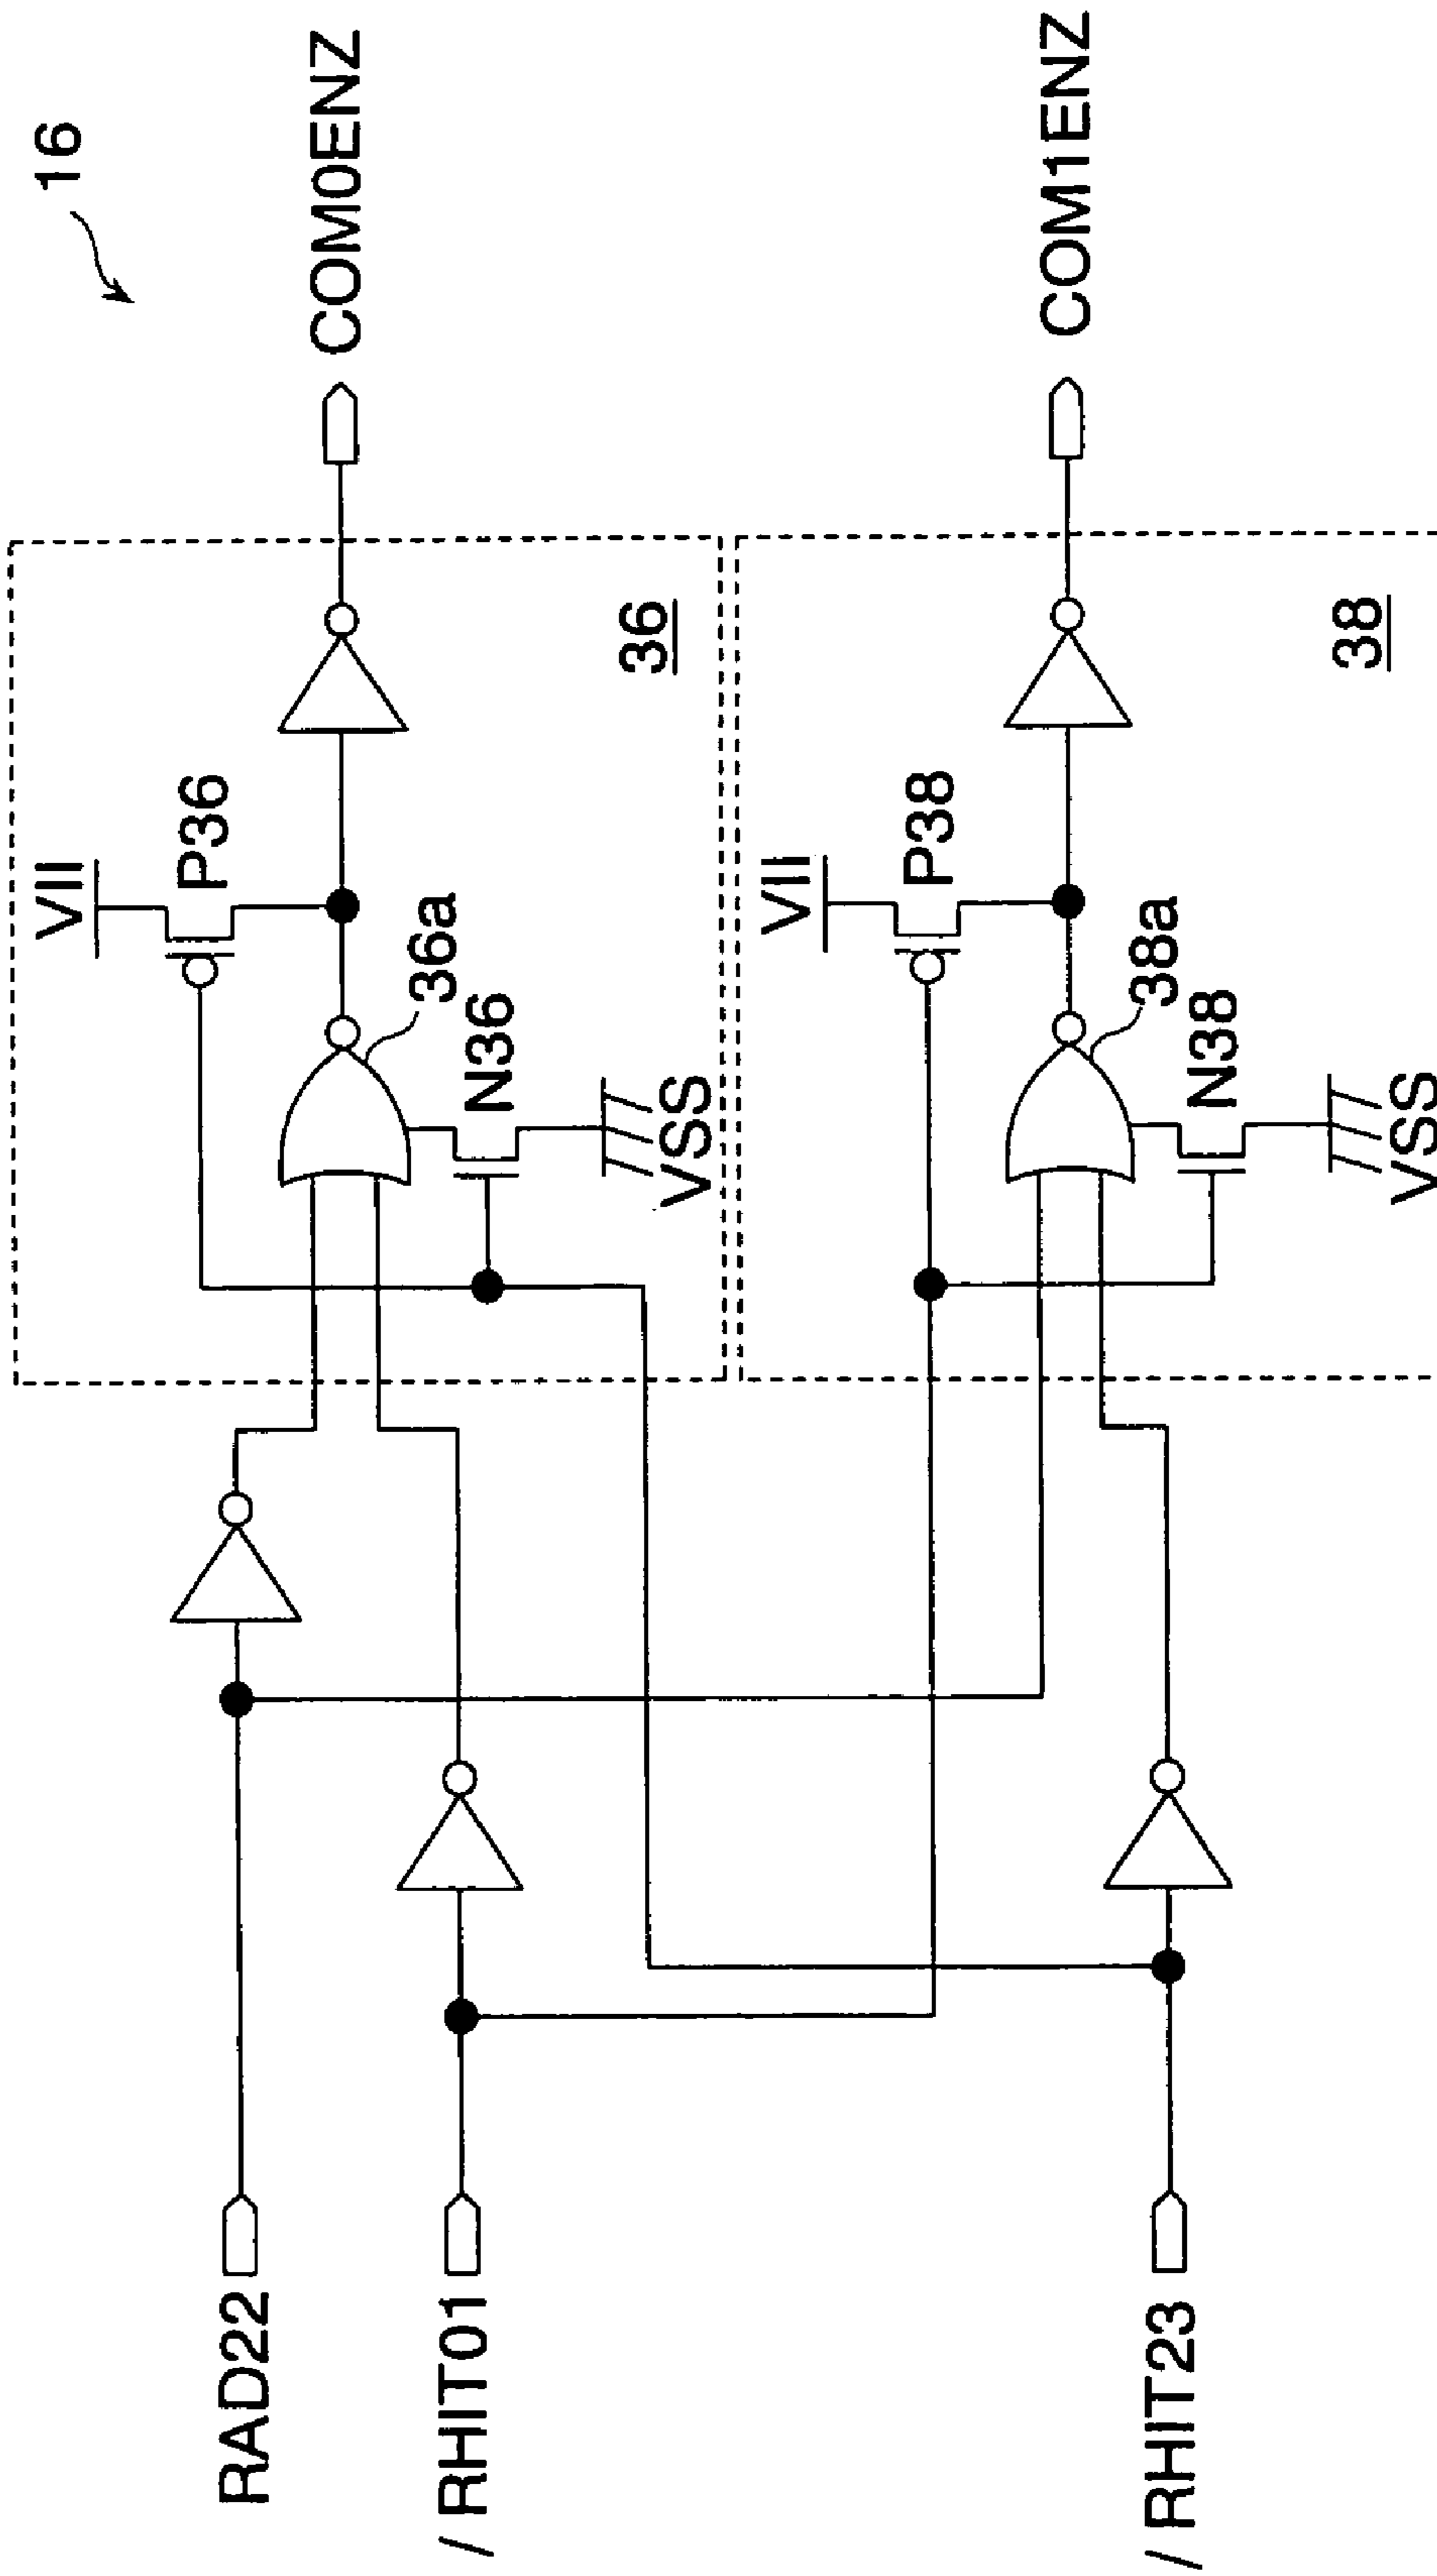 16
RAD22
/ RHIT01
/ RHIT23
VII
P36
36a
N36
VSS
36
COM0ENZ
VII
P38
38a
N38
VSS
38
COM1ENZ